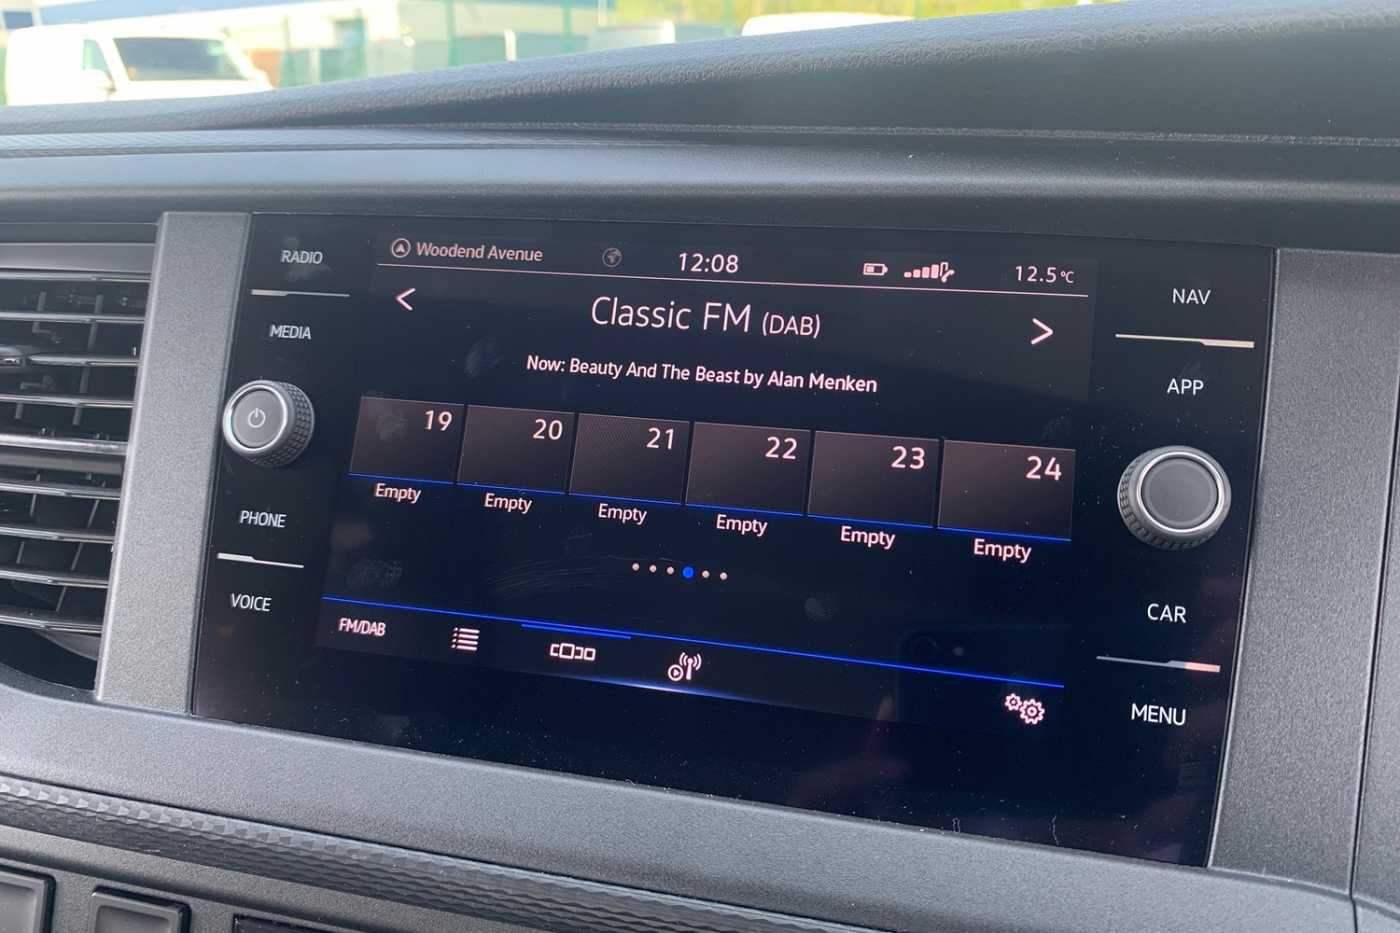 RADIO
MEDIA
PHONE
VOICE
Woodend Avenue
12:08
12.5°C
Classic FM (DAB)
Now: Beauty And The Beast by Alan Menken
19 20 21 22 23 24
Empty Empty Empty Empty Empty Empty
FM/DAB
NAV
APP
CAR
MENU